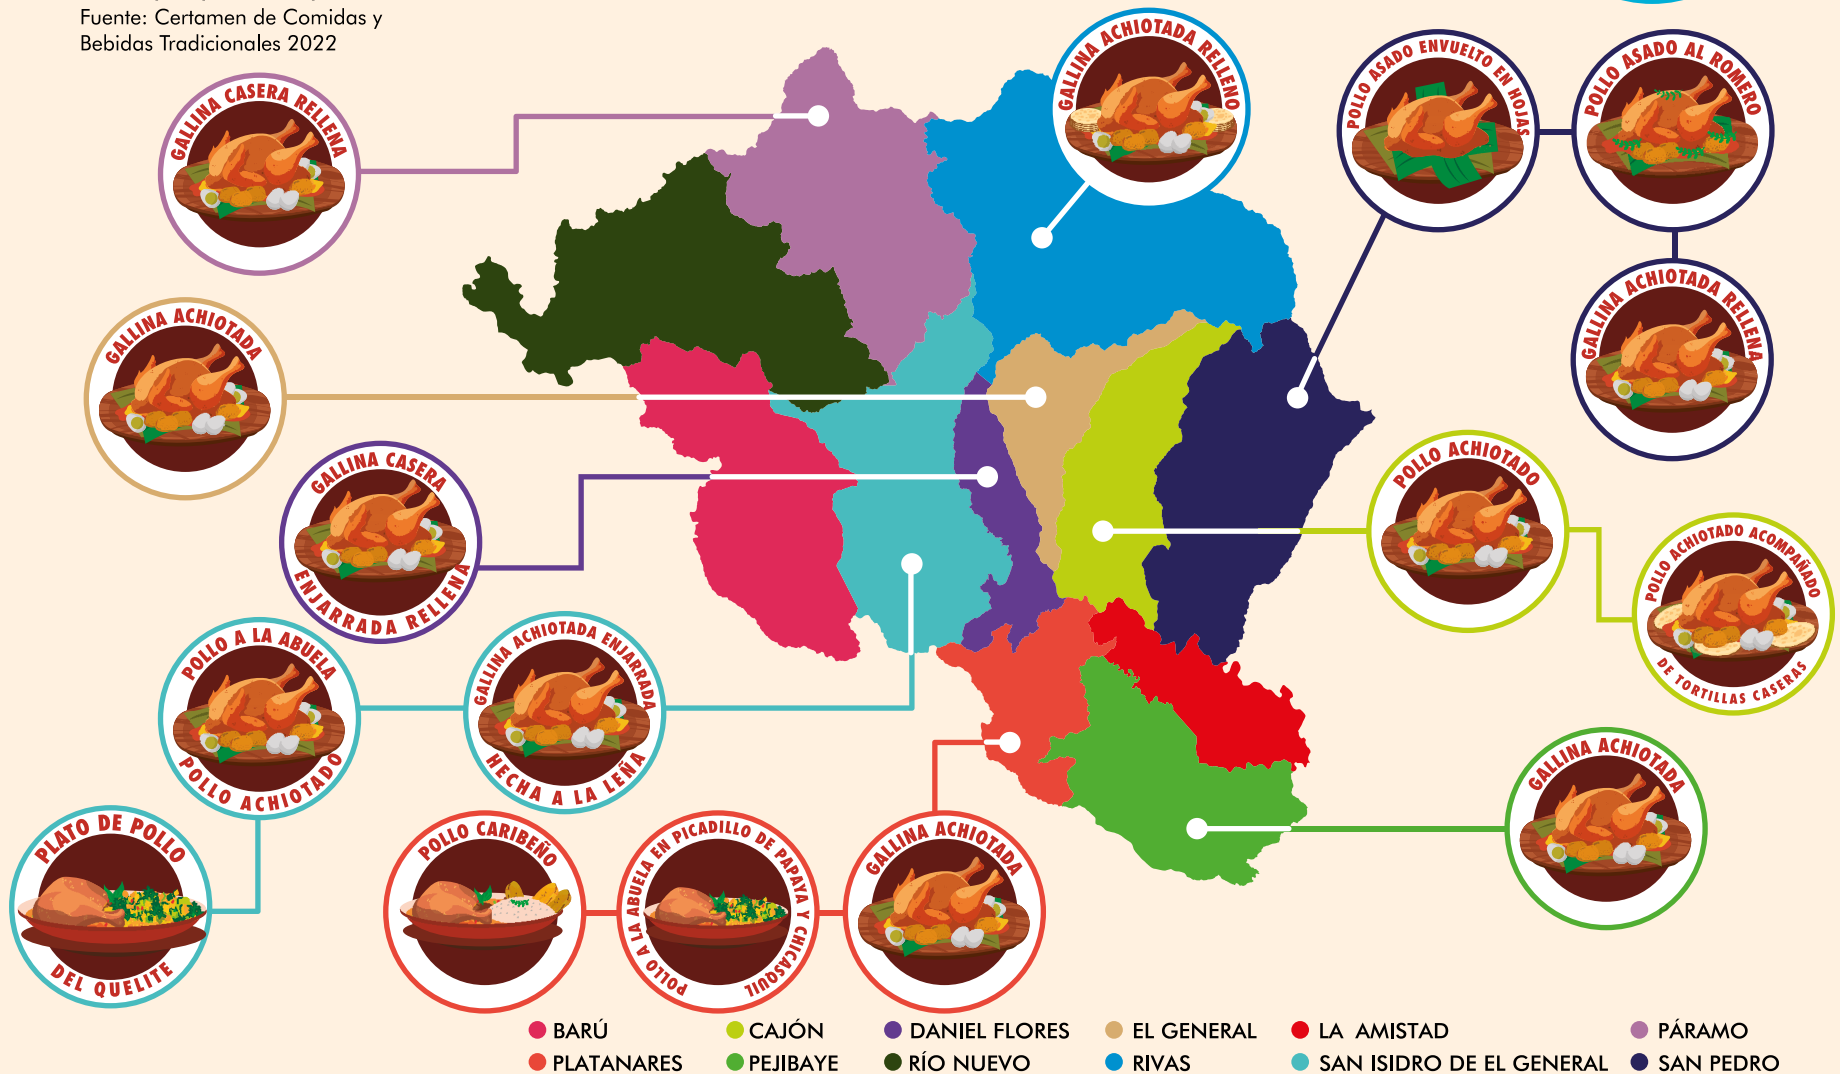 Fuente: Certamen de Comidas y
Bebidas Tradicionales 2022
GALLINA CASERA RELLENA
GALLINA ACHIOTADA RELLENO
POLLO ASADO ENVUELTO EN HOJAS
POLLO ASADO AL ROMERO
GALLINA ACHIOTADA
GALLINA ACHIOTADA RELLENA
GALLINA CASERA
ENJARRADA RELLENA
POLLO ACHIOTADO
POLLO ACHIOTADO ACOMPAÑADO
DE TORTILLAS CASERAS
POLLO A LA ABUELA
POLLO ACHIOTADO
GALLINA ACHIOTADA ENJARRADA
HECHA A LA LEÑA
GALLINA ACHIOTADA
PLATO DE POLLO
DEL QUELITE
POLLO CARIBEÑO
POLLO A LA ABUELA EN PICADILLO DE PAPAYA Y CHICASQUIL
GALLINA ACHIOTADA
BARÚ
CAJÓN
DANIEL FLORES
EL GENERAL
LA AMISTAD
PÁRAMO
PLATANARES
PEJIBAYE
RÍO NUEVO
RIVAS
SAN ISIDRO DE EL GENERAL
SAN PEDRO